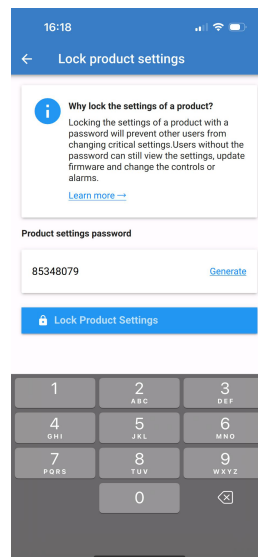 16:18
Lock product settings
Why lock the settings of a product?
Locking the settings of a product with a
password will prevent other users from
changing critical settings.Users without the
password can still view the settings, update
firmware and change the controls or
alarms.
Learn more→
Product settings password
85348079 Generate
Lock Product Settings
1 2 3
ABC DEF
4 5 6
GHI JKL MNO
7 8 9
PQRS TUV WXYZ
0